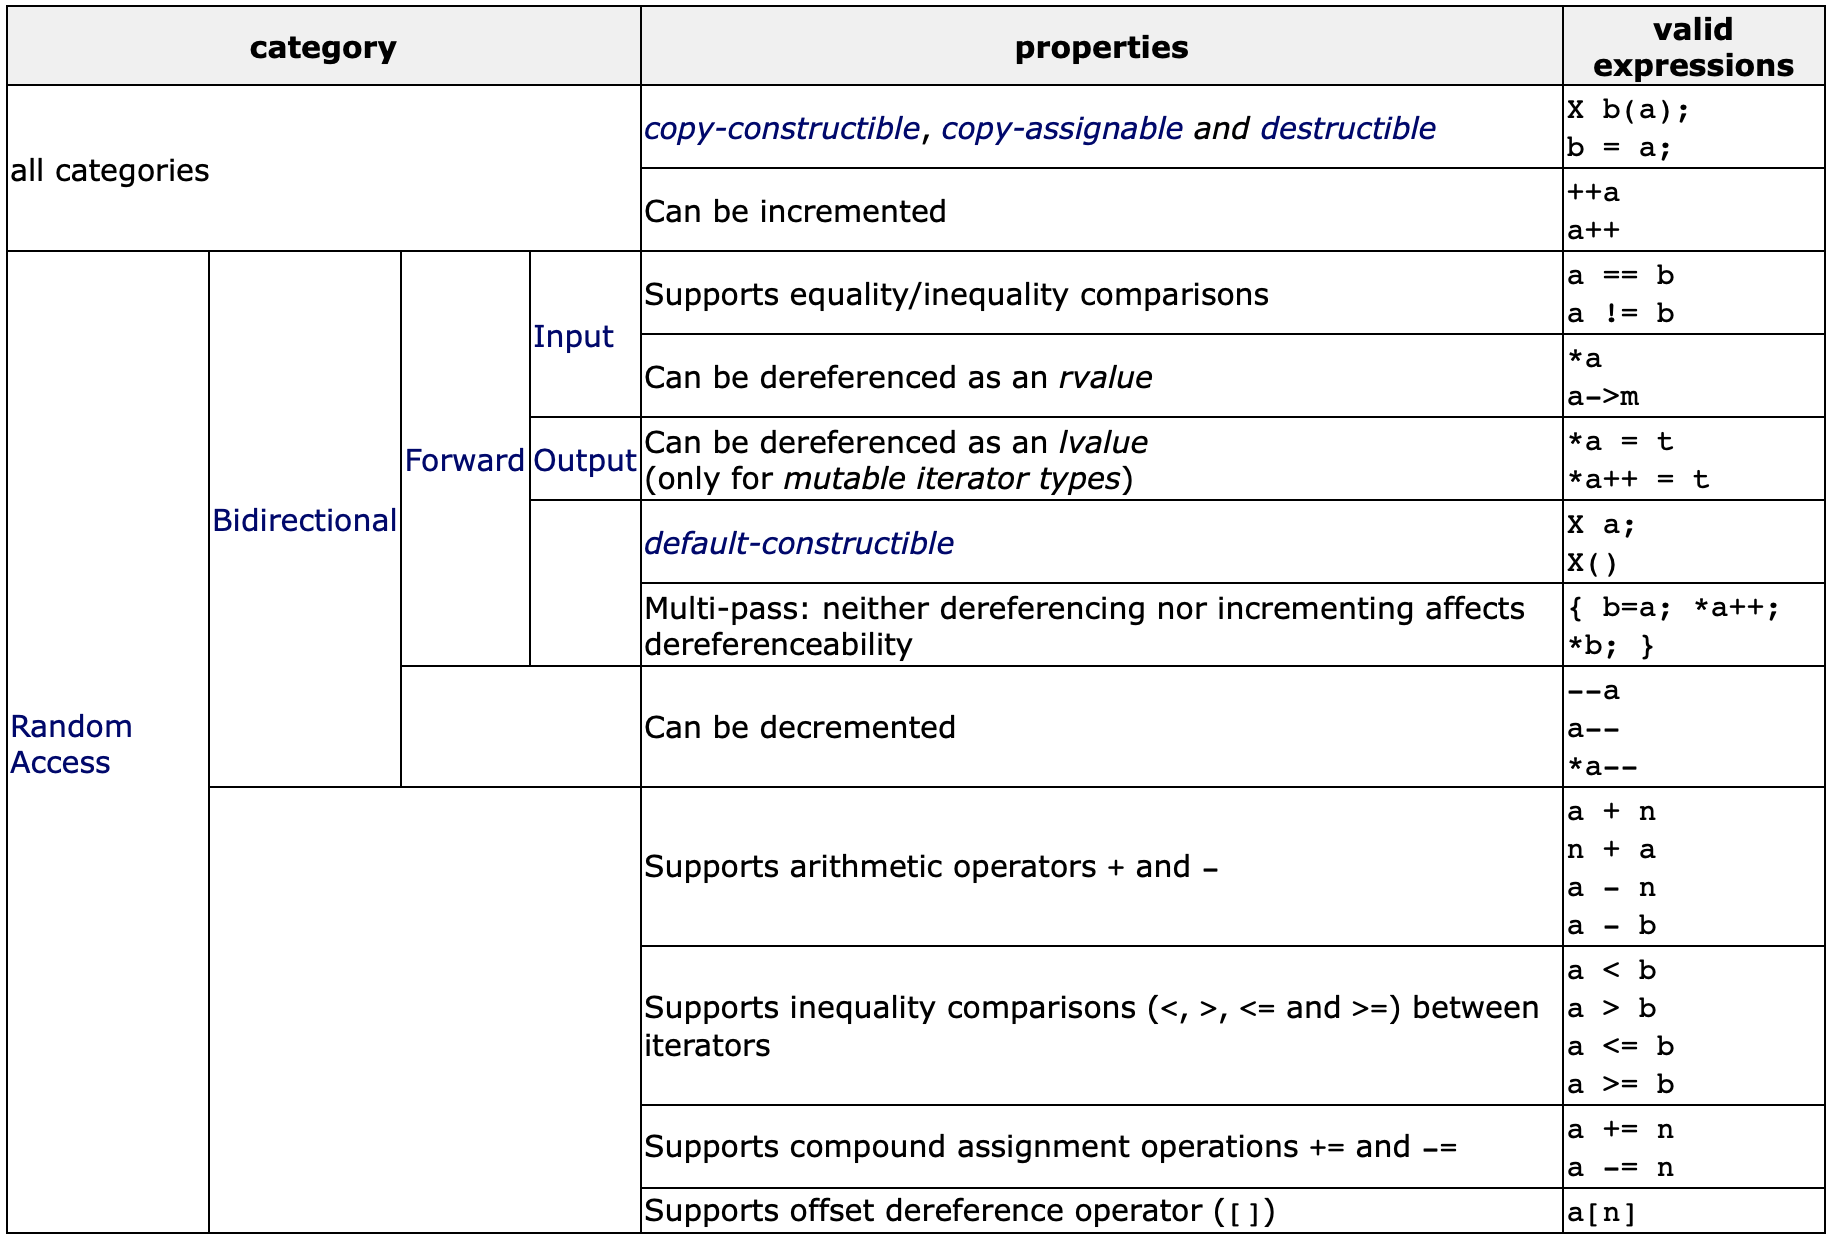 category properties valid
expressions
all categories
copy-constructible, copy-assignable and destructible
X b(a);
b = a;
Can be incremented
++a
a++
Random
Access
Bidirectional
Forward
Input
Supports equality/inequality comparisons
a == b
a != b
Can be dereferenced as an rvalue
*a
a->m
Output
Can be dereferenced as an lvalue
(only for mutable iterator types)
*a = t
*a++ = t
default-constructible
X a;
X()
Multi-pass: neither dereferencing nor incrementing affects
dereferenceability
{ b=a; *a++;
*b; }
Can be decremented
--a
a--
*a--
Supports arithmetic operators + and -
a + n
n + a
a - n
a - b
Supports inequality comparisons (<, >, <= and >=) between
iterators
a < b
a > b
a <= b
a >= b
Supports compound assignment operations += and -=
a += n
a -= n
Supports offset dereference operator ([])
a[n]